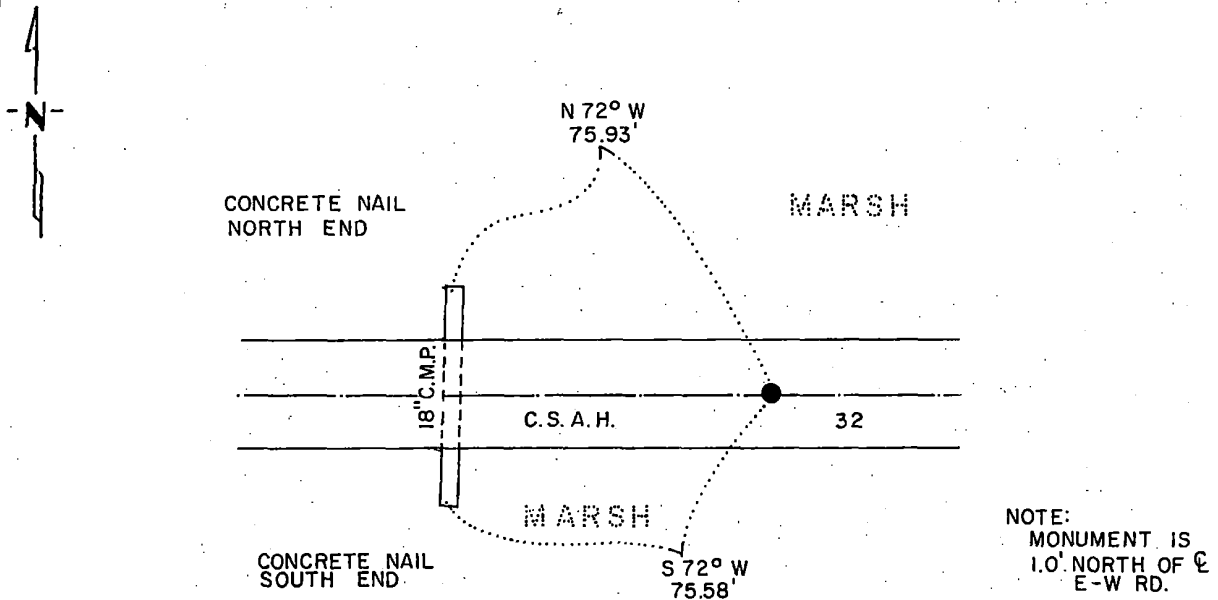 N
N 72° W
75.93'
CONCRETE NAIL
NORTH END
MARSH
18" C.M.P.
C.S.A.H.
32
MARSH
CONCRETE NAIL
SOUTH END
S 72° W
75.58'
NOTE:
MONUMENT IS
1.0' NORTH OF ℄
E-W RD.